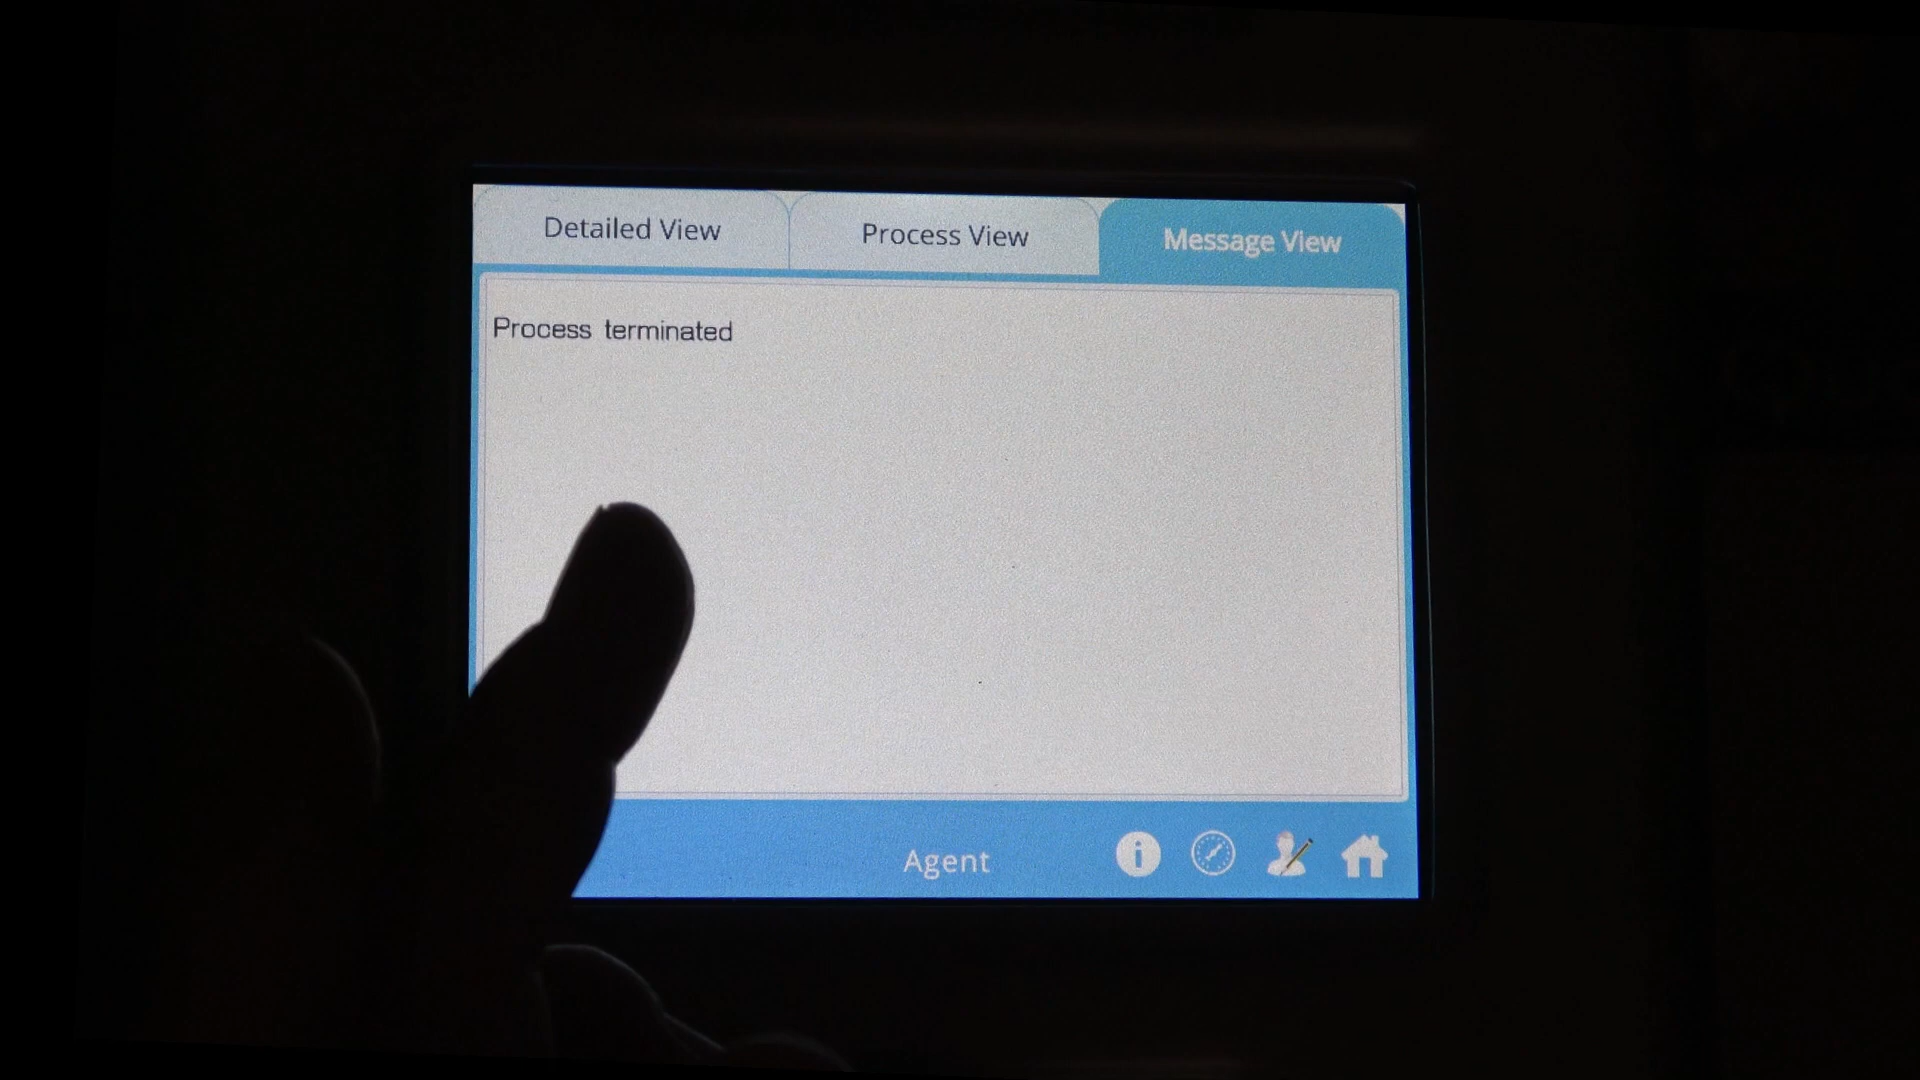 Detailed View
Process View
Message View
Process terminated
Agent